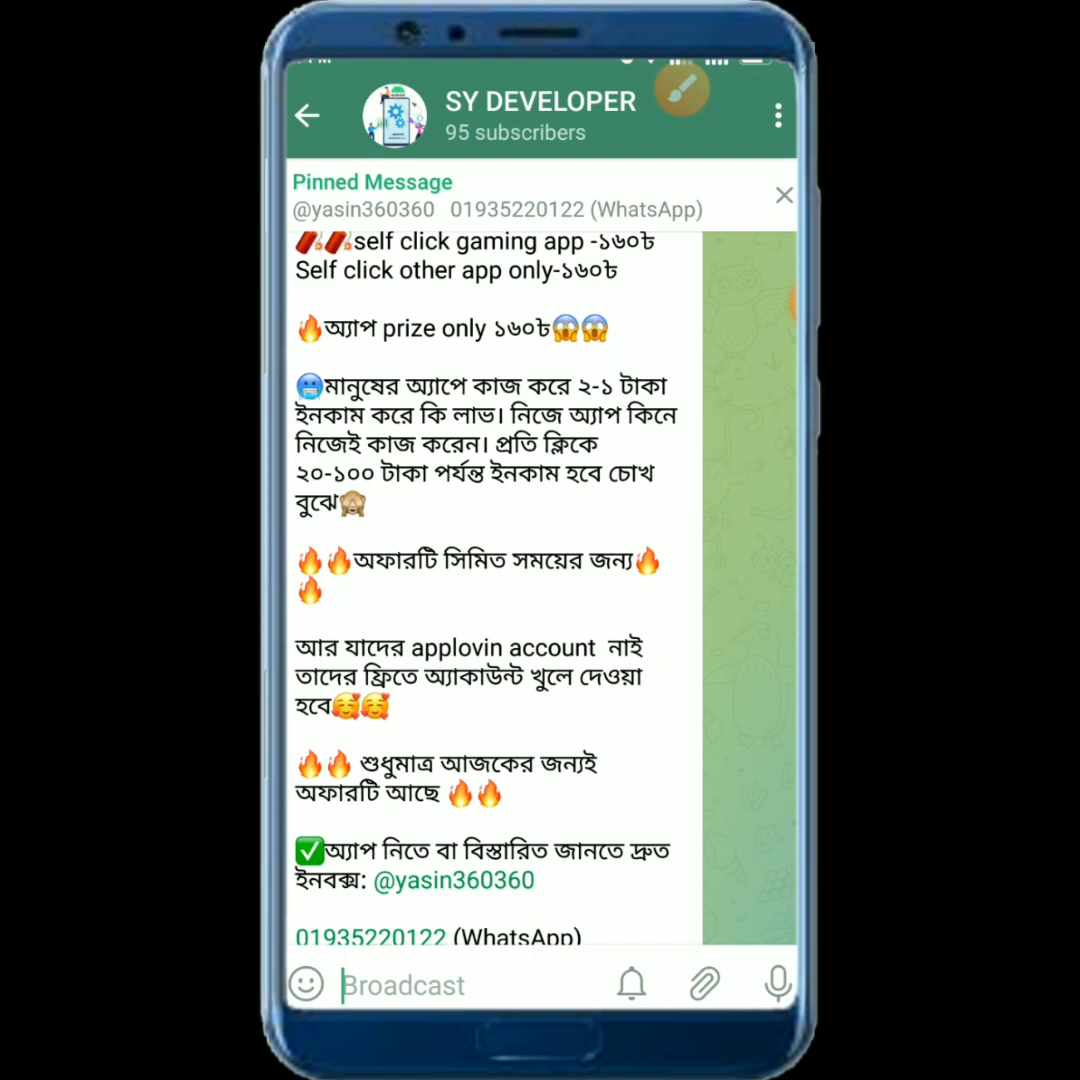 SY DEVELOPER
95 subscribers
Pinned Message
@yasin360360 01935220122 (WhatsApp)
🧨🧨self click gaming app -১৬০৳
Self click other app only-১৬০৳
🔥অ্যাপ prize only ১৬০৳😱😱
🥶মানুষের অ্যাপে কাজ করে ২-১ টাকা
ইনকাম করে কি লাভ। নিজে অ্যাপ কিনে
নিজেই কাজ করেন। প্রতি ক্লিকে
২০-১০০ টাকা পর্যন্ত ইনকাম হবে চোখ
বুঝে🙈
🔥🔥অফারটি সিমিত সময়ের জন্য🔥
🔥
আর যাদের applovin account নাই
তাদের ফ্রিতে অ্যাকাউন্ট খুলে দেওয়া
হবে🥰🥰
🔥🔥 শুধুমাত্র আজকের জন্যই
অফারটি আছে 🔥🔥
✅অ্যাপ নিতে বা বিস্তারিত জানতে দ্রুত
ইনবক্স: @yasin360360
01935220122 (WhatsApp)
Broadcast